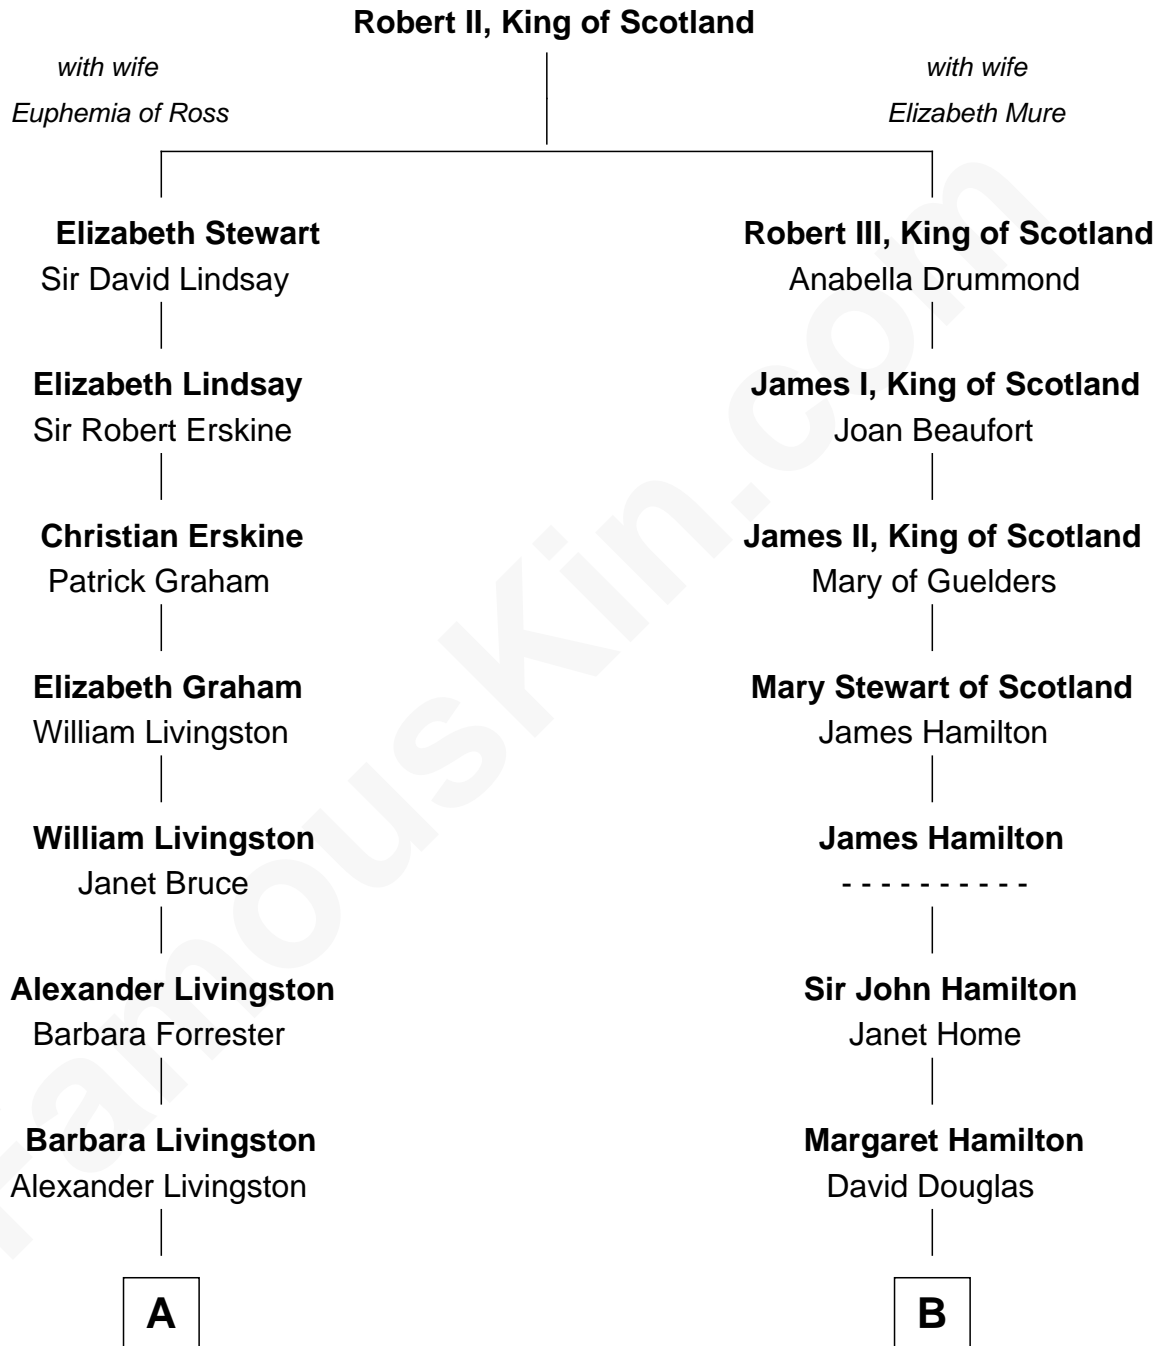 Robert II, King of Scotland
with wife
Euphemia of Ross
with wife
Elizabeth Mure
Elizabeth Stewart
Sir David Lindsay
Robert III, King of Scotland
Anabella Drummond
Elizabeth Lindsay
Sir Robert Erskine
James I, King of Scotland
Joan Beaufort
Christian Erskine
Patrick Graham
James II, King of Scotland
Mary of Guelders
Elizabeth Graham
William Livingston
Mary Stewart of Scotland
James Hamilton
William Livingston
Janet Bruce
James Hamilton
- - - - - - - - - -
Alexander Livingston
Barbara Forrester
Sir John Hamilton
Janet Home
Barbara Livingston
Alexander Livingston
Margaret Hamilton
David Douglas
A
B
FamousKin.com